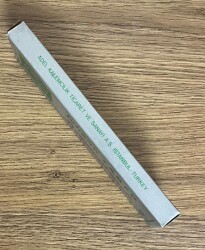 ADEL KALEMCİLİK TİCARET VE SANAYİ A.Ş. İSTANBUL TURKEY